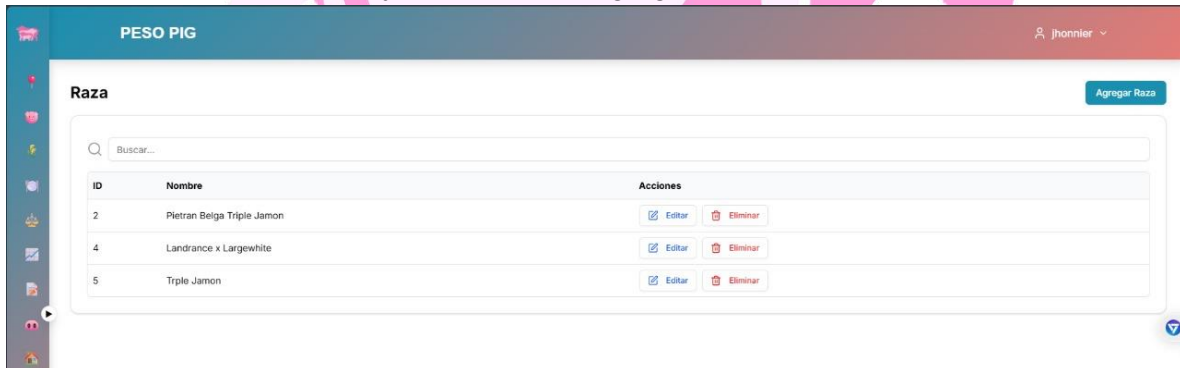 PESO PIG
jhonnier
Raza
Agregar Raza
Buscar...
ID Nombre Acciones
2 Pietran Belga Triple Jamon Editar Eliminar
4 Landrance x Largewhite Editar Eliminar
5 Trple Jamon Editar Eliminar